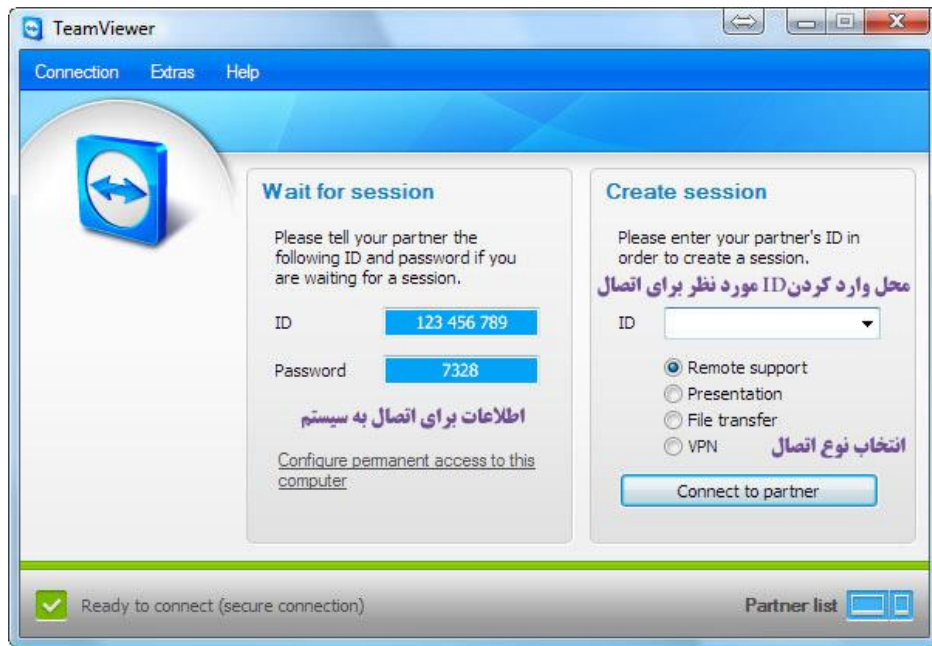 TeamViewer
Connection Extras Help
Wait for session
Please tell your partner the
following ID and password if you
are waiting for a session.
ID 123 456 789
Password 7328
اطلاعات برای اتصال به سیستم
Configure permanent access to this
computer
Create session
Please enter your partner's ID in
order to create a session.
محل وارد کردن ID مورد نظر برای اتصال
ID
Remote support
Presentation
File transfer
VPN انتخاب نوع اتصال
Connect to partner
Ready to connect (secure connection)
Partner list